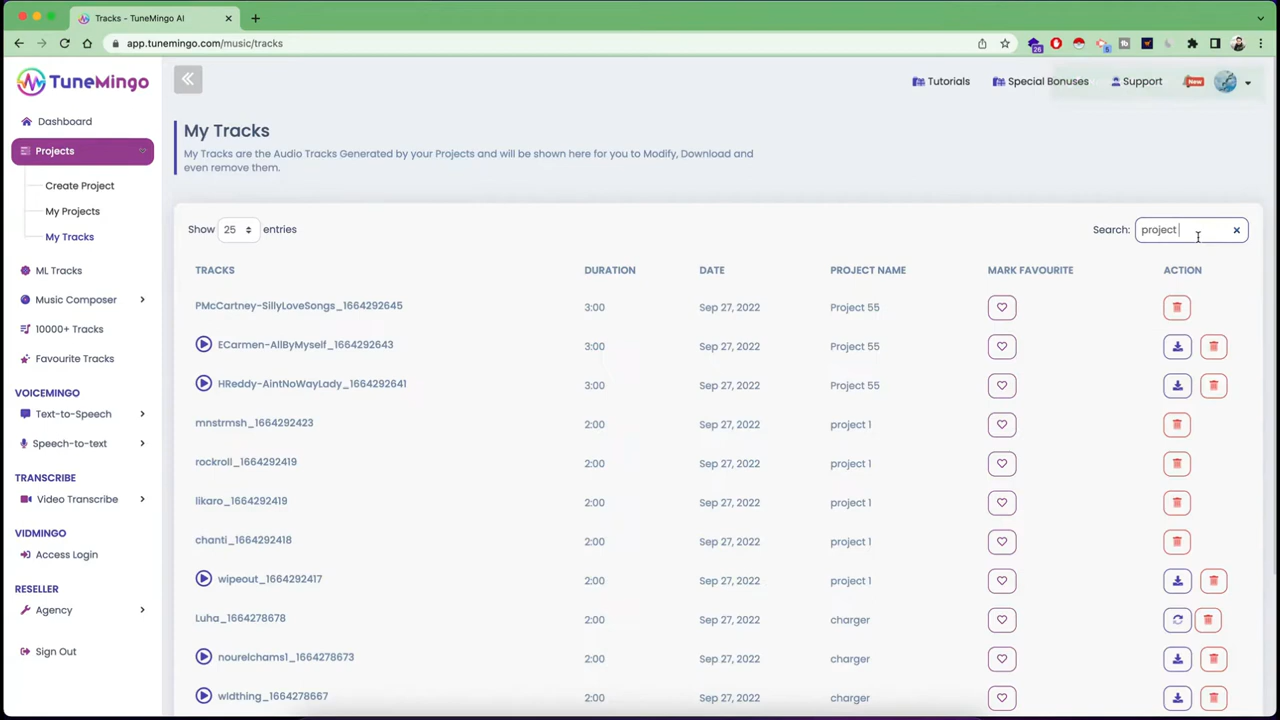 Tracks - TuneMingo AI
app.tunemingo.com/music/tracks
26
5
TuneMingo
Tutorials
Special Bonuses
Support
New
Dashboard
Projects
Create Project
My Projects
My Tracks
ML Tracks
Music Composer
10000+ Tracks
Favourite Tracks
VOICEMINGO
Text-to-Speech
Speech-to-text
TRANSCRIBE
Video Transcribe
VIDMINGO
Access Login
RESELLER
Agency
Sign Out
My Tracks
My Tracks are the Audio Tracks Generated by your Projects and will be shown here for you to Modify, Download and
even remove them.
Show 25 entries
Search: project
TRACKS DURATION DATE PROJECT NAME MARK FAVOURITE ACTION
PMcCartney-SillyLoveSongs_1664292645 3:00 Sep 27, 2022 Project 55
ECarmen-AllByMyself_1664292643 3:00 Sep 27, 2022 Project 55
HReddy-AintNoWayLady_1664292641 3:00 Sep 27, 2022 Project 55
mnstrmsh_1664292423 2:00 Sep 27, 2022 project 1
rockroll_1664292419 2:00 Sep 27, 2022 project 1
likaro_1664292419 2:00 Sep 27, 2022 project 1
chanti_1664292418 2:00 Sep 27, 2022 project 1
wipeout_1664292417 2:00 Sep 27, 2022 project 1
Luha_1664278678 2:00 Sep 27, 2022 charger
nourelchams1_1664278673 2:00 Sep 27, 2022 charger
wldthing_1664278667 2:00 Sep 27, 2022 charger